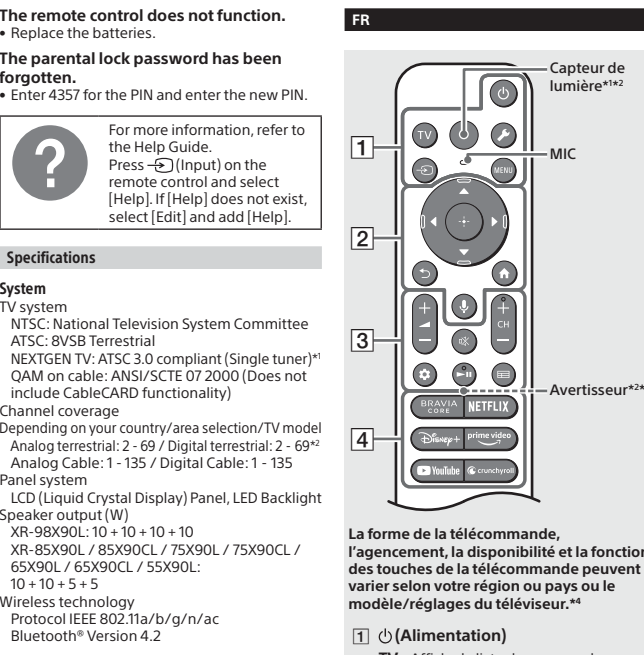 The remote control does not function.
• Replace the batteries.
The parental lock password has been
forgotten.
• Enter 4357 for the PIN and enter the new PIN.
?
For more information, refer to
the Help Guide.
Press (Input) on the
remote control and select
[Help]. If [Help] does not exist,
select [Edit] and add [Help].
Specifications
System
TV system
NTSC: National Television System Committee
ATSC: 8VSB Terrestrial
NEXTGEN TV: ATSC 3.0 compliant (Single tuner)*1
QAM on cable: ANSI/SCTE 07 2000 (Does not
include CableCARD functionality)
Channel coverage
Depending on your country/area selection/TV model
Analog terrestrial: 2 - 69 / Digital terrestrial: 2 - 69*2
Analog Cable: 1 - 135 / Digital Cable: 1 - 135
Panel system
LCD (Liquid Crystal Display) Panel, LED Backlight
Speaker output (W)
XR-98X90L: 10 + 10 + 10 + 10
XR-85X90L / 85X90CL / 75X90L / 75X90CL /
65X90L / 65X90CL / 55X90L:
10 + 10 + 5 + 5
Wireless technology
Protocol IEEE 802.11a/b/g/n/ac
Bluetooth® Version 4.2
FR
Capteur de
lumière*1*2
TV
1
MIC
MENU
2
3
CH
Avertisseur*2*
BRAVIA
CORE
NETFLIX
4
Disney+
prime video
YouTube
crunchyroll
La forme de la télécommande,
l'agencement, la disponibilité et la fonction
des touches de la télécommande peuvent
varier selon votre région ou pays ou le
modèle/réglages du téléviseur.*4
1 (Alimentation)